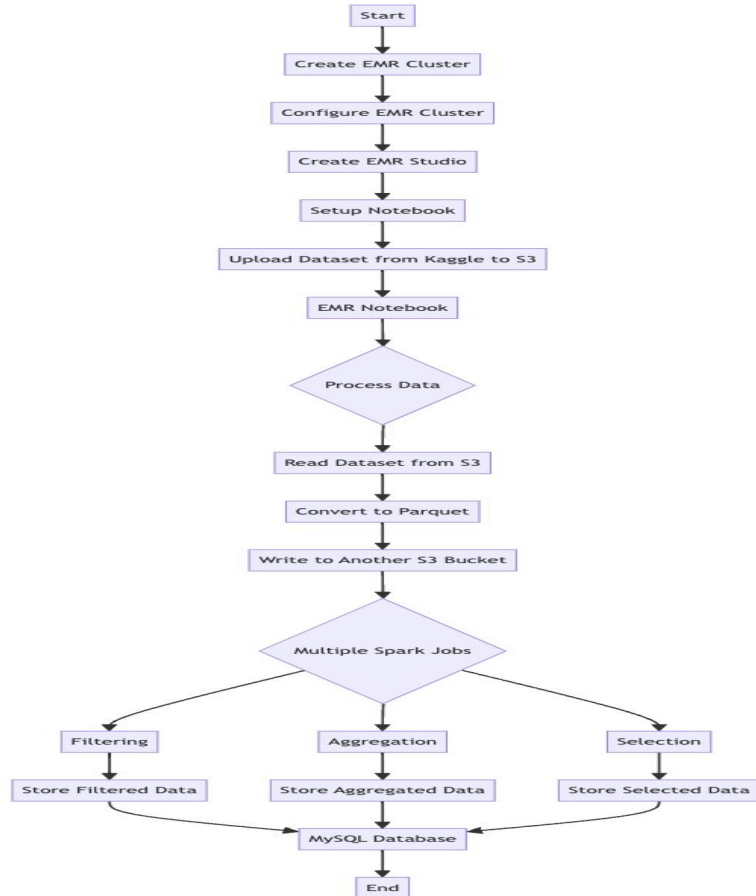 Start
Create EMR Cluster
Configure EMR Cluster
Create EMR Studio
Setup Notebook
Upload Dataset from Kaggle to S3
EMR Notebook
Process Data
Read Dataset from S3
Convert to Parquet
Write to Another S3 Bucket
Multiple Spark Jobs
Filtering
Aggregation
Selection
Store Filtered Data
Store Aggregated Data
Store Selected Data
MySQL Database
End